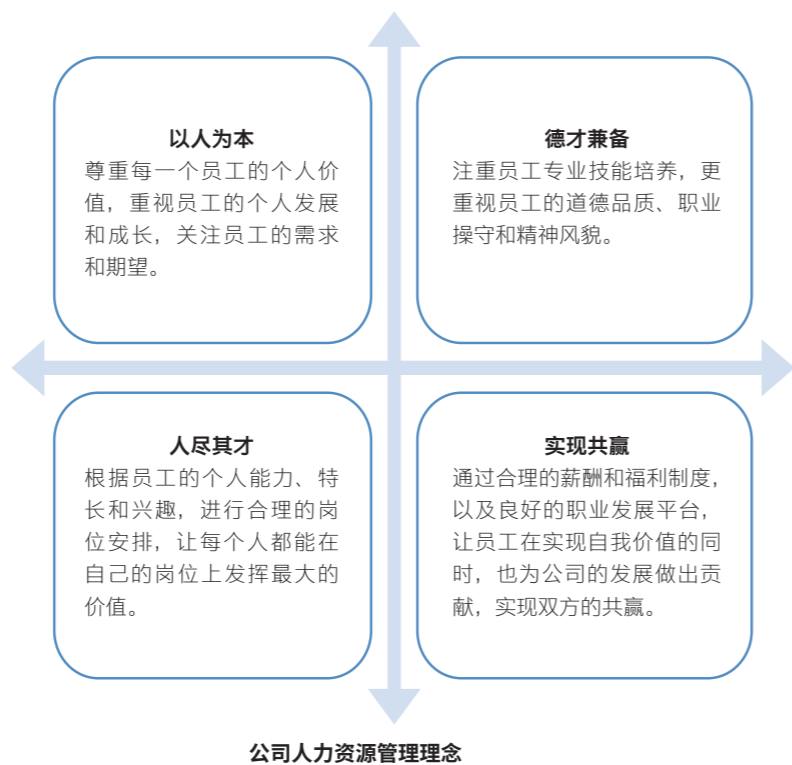 以人为本
尊重每一个员工的个人价
值，重视员工的个人发展
和成长，关注员工的需求
和期望。
德才兼备
注重员工专业技能培养，更
重视员工的道德品质、职业
操守和精神风貌。
人尽其才
根据员工的个人能力、特
长和兴趣，进行合理的岗
位安排，让每个人都能在
自己的岗位上发挥最大的
价值。
实现共赢
通过合理的薪酬和福利制度，
以及良好的职业发展平台，
让员工在实现自我价值的同
时，也为公司的发展做出贡
献，实现双方的共赢。
公司人力资源管理理念